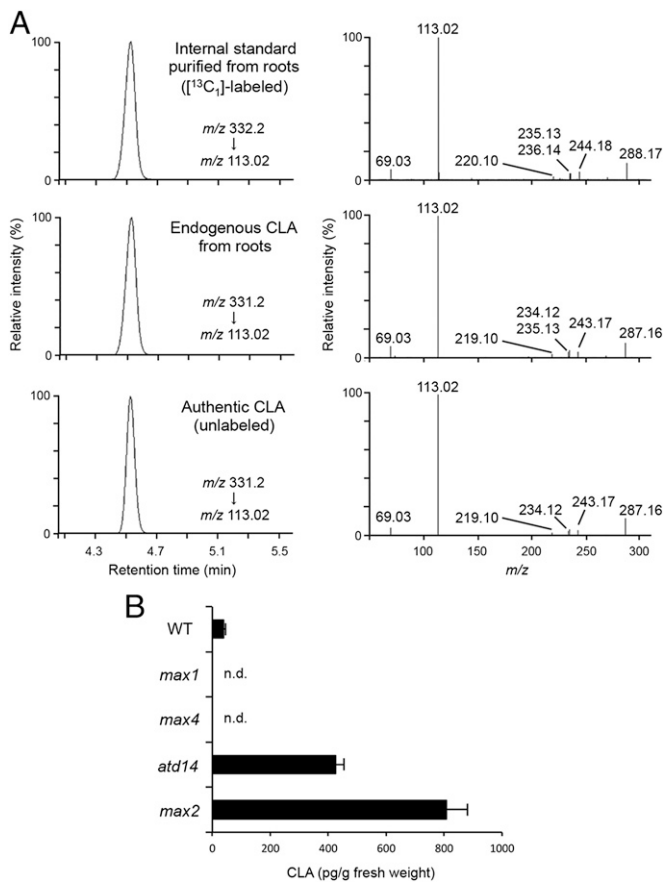 A
Relative intensity (%)
100
0
Internal standard
purified from roots
([¹³C₁]-labeled)
m/z 332.2
↓
m/z 113.02
100
0
113.02
69.03
220.10
235.13
236.14
244.18
288.17
Relative intensity (%)
100
0
Endogenous CLA
from roots
m/z 331.2
↓
m/z 113.02
100
0
113.02
69.03
219.10
234.12
235.13
243.17
287.16
100
0
Authentic CLA
(unlabeled)
m/z 331.2
↓
m/z 113.02
4.3 4.7 5.1 5.5
Retention time (min)
100
0
113.02
69.03
219.10
234.12
243.17
287.16
100 150 200 250 300
m/z
B
WT
max1 n.d.
max4 n.d.
atd14
max2
0 200 400 600 800 1000
CLA (pg/g fresh weight)